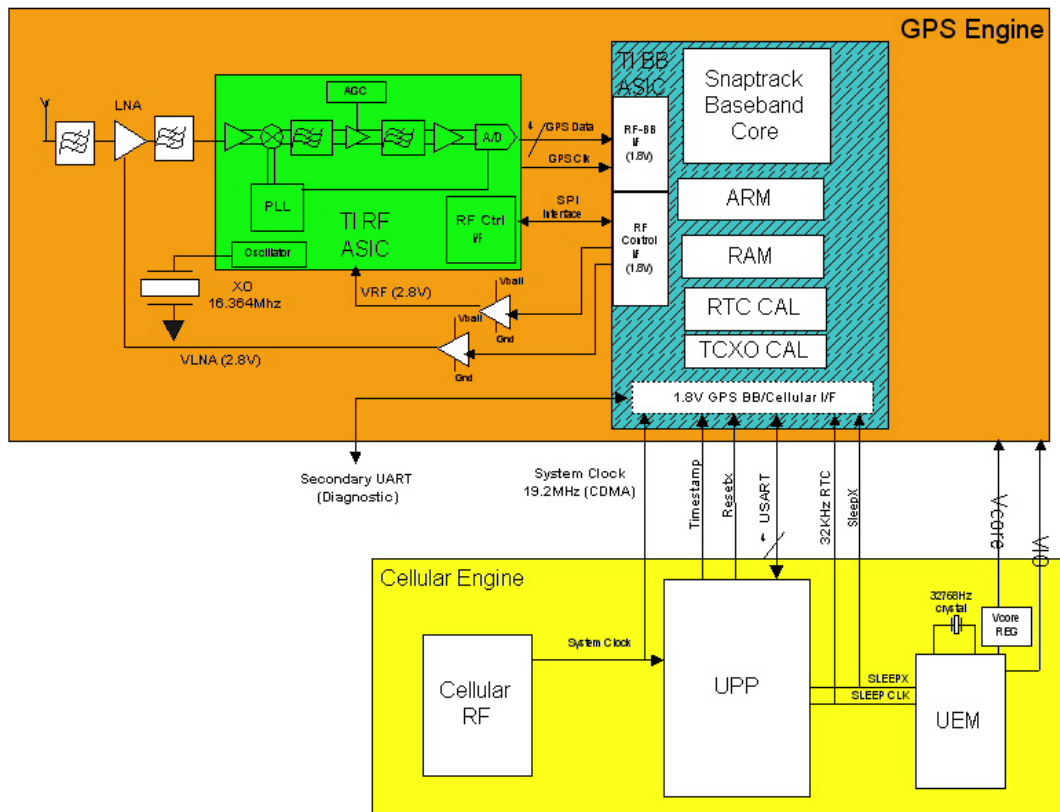 GPS Engine
TI BB
ASIC
Snaptrack
Baseband
Core
LNA
AGC
A/D
4
GPS Data
GPS Clk
RF-BB
I/f
(1.8V)
PLL
TI RF
ASIC
RF Ctrl
I/F
SPI
Interface
RF
Control
I/f
(1.8V)
ARM
RAM
RTC CAL
TCXO CAL
Oscillator
XO
16.364Mhz
VRF (2.8V)
Vbatt
Gnd
Vbatt
Gnd
VLNA (2.8V)
1.8V GPS BB/Cellular I/F
Secondary UART
(Diagnostic)
System Clock
19.2MHz (CDMA)
Timestamp
Resetx
4
USART
32KHz RTC
SleepX
Vcore
VIO
Cellular Engine
Cellular
RF
System Clock
UPP
SLEEPX
SLEEP CLK
32768Hz
crystal
Vcore
REG
UEM